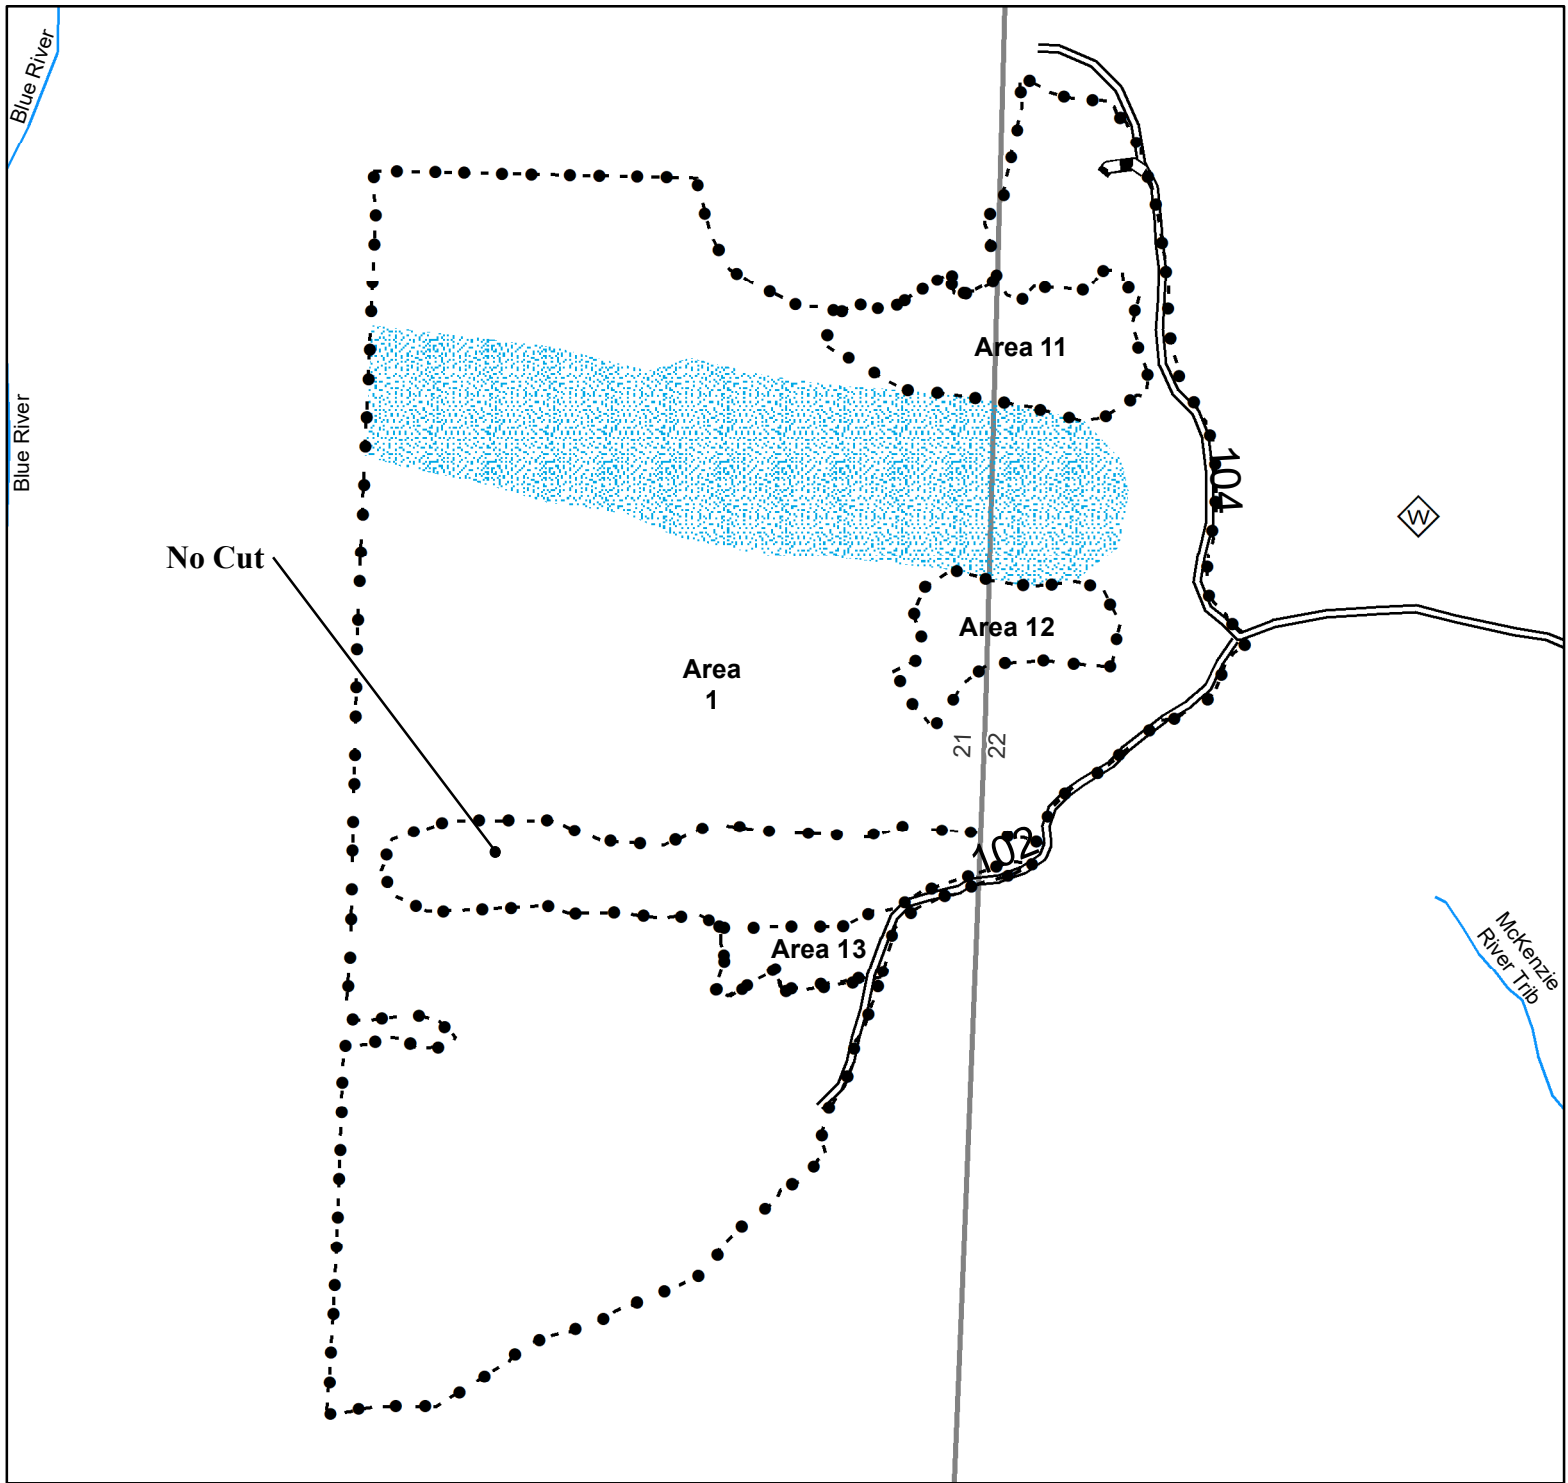 Blue River
Area 11
Blue River
104
W
No Cut
Area 12
Area
1
21
22
102
McKenzie
River Trib
Area 13